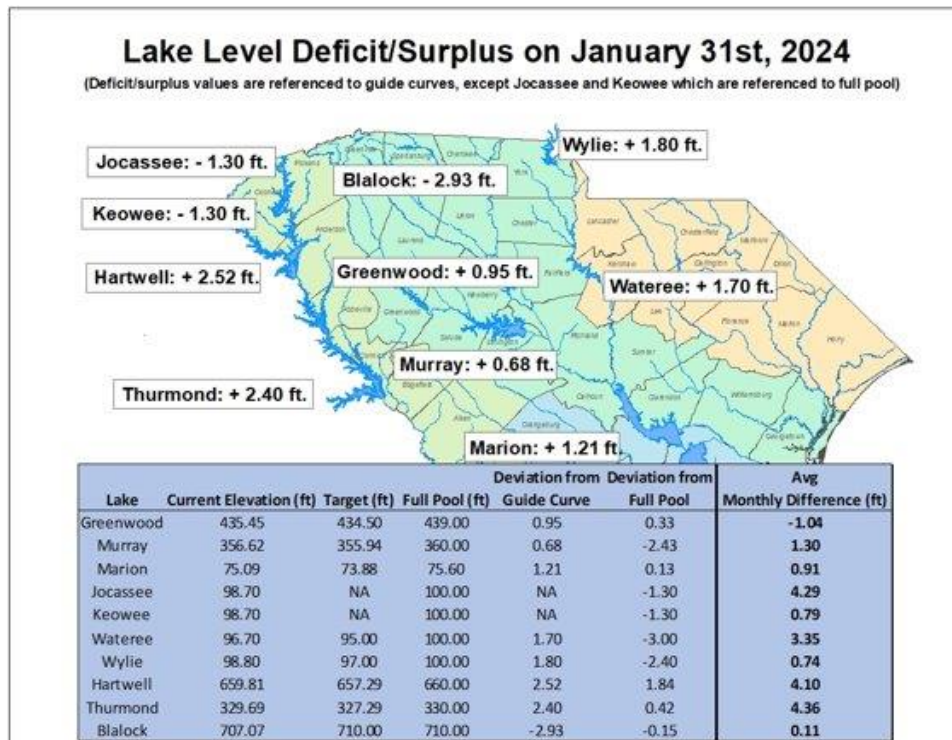 Lake Level Deficit/Surplus on January 31st, 2024
(Deficit/surplus values are referenced to guide curves, except Jocassee and Keowee which are referenced to full pool)
Wylie: + 1.80 ft.
Jocassee: - 1.30 ft.
Blalock: - 2.93 ft.
Keowee: - 1.30 ft.
Hartwell: + 2.52 ft.
Greenwood: + 0.95 ft.
Wateree: + 1.70 ft.
Murray: + 0.68 ft.
Thurmond: + 2.40 ft.
Marion: + 1.21 ft.
Lake Current Elevation (ft) Target (ft) Full Pool (ft) Deviation from Guide Curve Deviation from Full Pool Avg Monthly Difference (ft)
Greenwood 435.45 434.50 439.00 0.95 0.33 -1.04
Murray 356.62 355.94 360.00 0.68 -2.43 1.30
Marion 75.09 73.88 75.60 1.21 0.13 0.91
Jocassee 98.70 NA 100.00 NA -1.30 4.29
Keowee 98.70 NA 100.00 NA -1.30 0.79
Wateree 96.70 95.00 100.00 1.70 -3.00 3.35
Wylie 98.80 97.00 100.00 1.80 -2.40 0.74
Hartwell 659.81 657.29 660.00 2.52 1.84 4.10
Thurmond 329.69 327.29 330.00 2.40 0.42 4.36
Blalock 707.07 710.00 710.00 -2.93 -0.15 0.11